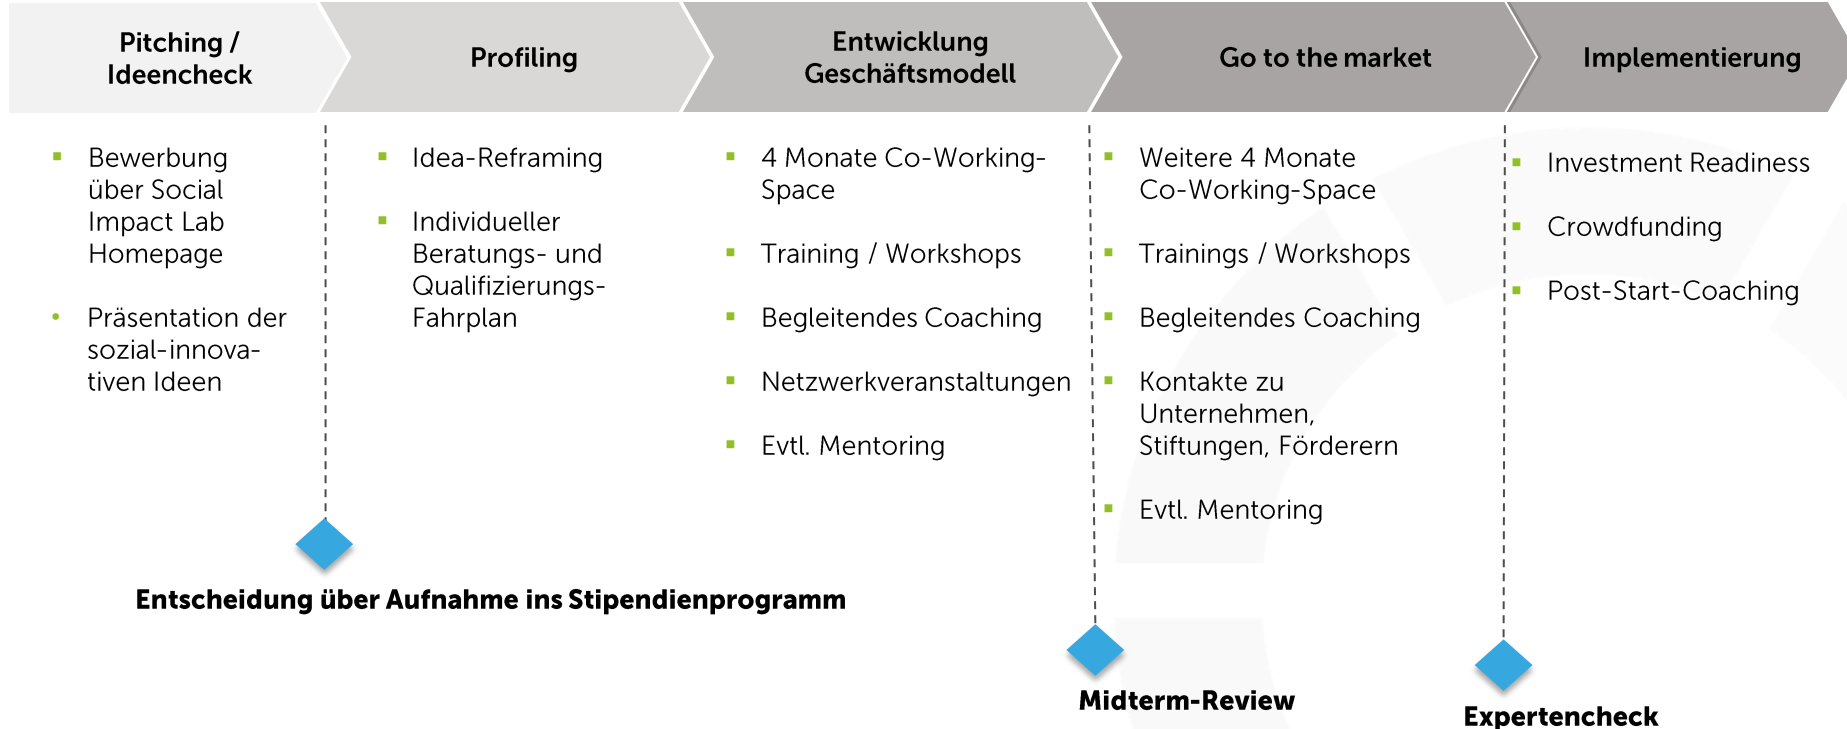 Pitching /
Ideencheck
Profiling
Entwicklung
Geschäftsmodell
Go to the market
Implementierung
Bewerbung
über Social
Impact Lab
Homepage
Präsentation der
sozial-innova-
tiven Ideen
Idea-Reframing
Individueller
Beratungs- und
Qualifizierungs-
Fahrplan
4 Monate Co-Working-
Space
Training / Workshops
Begleitendes Coaching
Netzwerkveranstaltungen
Evtl. Mentoring
Weitere 4 Monate
Co-Working-Space
Trainings / Workshops
Begleitendes Coaching
Kontakte zu
Unternehmen,
Stiftungen, Förderern
Evtl. Mentoring
Investment Readiness
Crowdfunding
Post-Start-Coaching
Entscheidung über Aufnahme ins Stipendienprogramm
Midterm-Review
Expertencheck